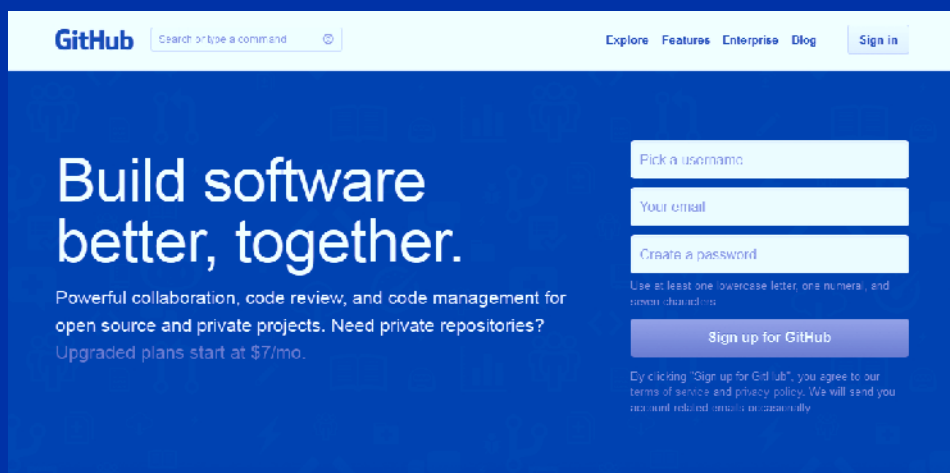 GitHub
Search or type a command
Explore Features Enterprise Blog
Sign in
Build software
better, together.
Powerful collaboration, code review, and code management for
open source and private projects. Need private repositories?
Upgraded plans start at $7/mo.
Pick a username
Your email
Create a password
Use at least one lowercase letter, one numeral, and
seven characters.
Sign up for GitHub
By clicking "Sign up for GitHub", you agree to our
terms of service and privacy policy. We will send you
account related emails occasionally.